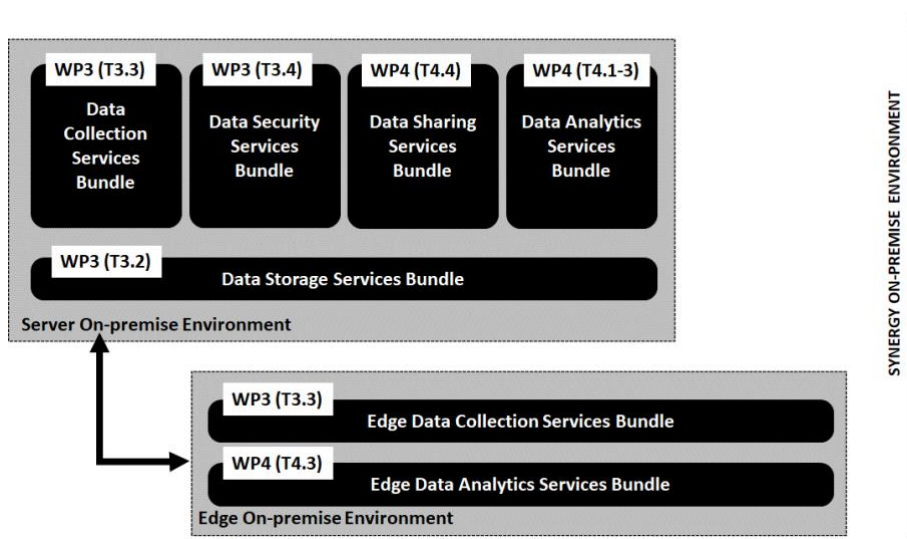 WP3 (T3.3)
Data
Collection
Services
Bundle
WP3 (T3.4)
Data Security
Services
Bundle
WP4 (T4.4)
Data Sharing
Services
Bundle
WP4 (T4.1-3)
Data Analytics
Services
Bundle
WP3 (T3.2)
Data Storage Services Bundle
Server On-premise Environment
WP3 (T3.3)
Edge Data Collection Services Bundle
WP4 (T4.3)
Edge Data Analytics Services Bundle
Edge On-premise Environment
SYNERGY ON-PREMISE ENVIRONMENT